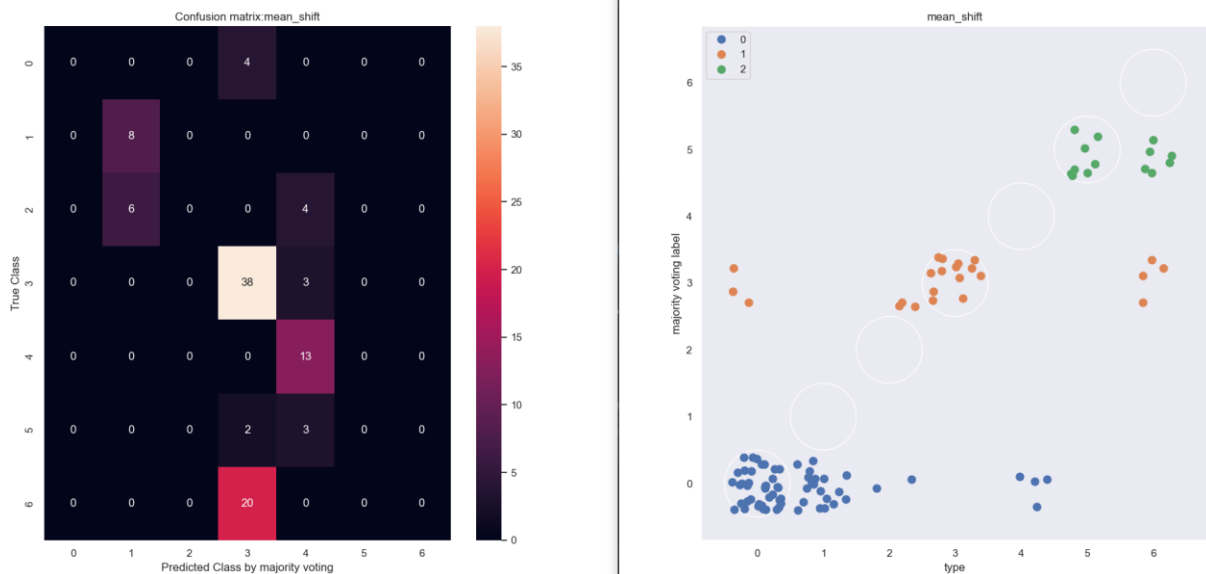 Confusion matrix:mean_shift
True Class
0 0 0 0 4 0 0 0
1 0 8 0 0 0 0 0
2 0 6 0 0 4 0 0
3 0 0 0 38 3 0 0
4 0 0 0 0 13 0 0
5 0 0 0 2 3 0 0
6 0 0 0 20 0 0 0
0 1 2 3 4 5 6
Predicted Class by majority voting
35
30
25
20
15
10
5
0
mean_shift
0
1
2
majority voting label
6
5
4
3
2
1
0
0 1 2 3 4 5 6
type